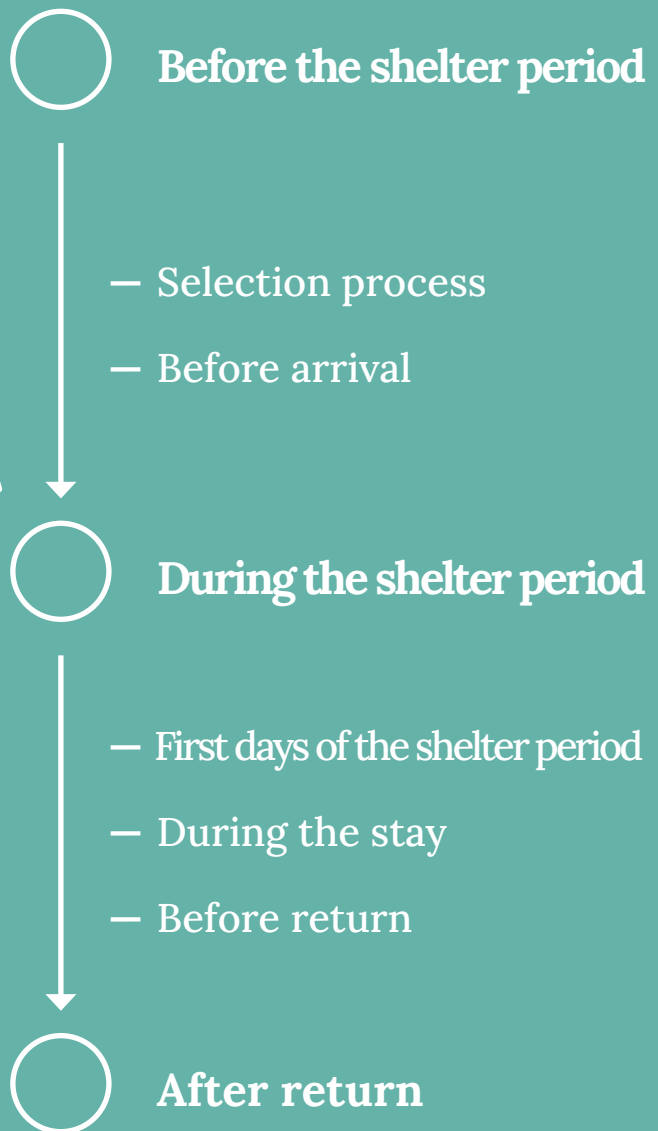 Before the shelter period
— Selection process
— Before arrival
During the shelter period
— First days of the shelter period
— During the stay
— Before return
After return